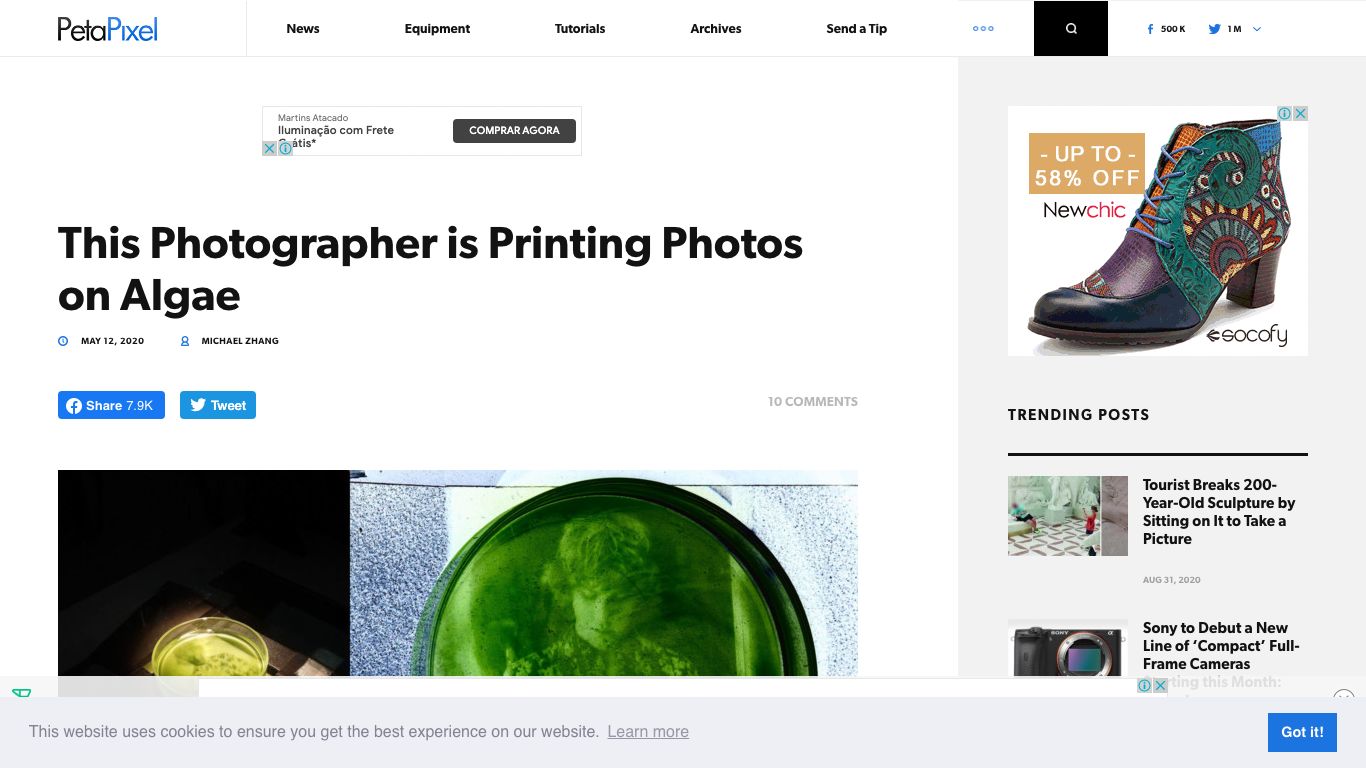 PetaPixel
News
Equipment
Tutorials
Archives
Send a Tip
500 K
1 M
Martins Atacado
Iluminação com Frete
COMPRAR AGORA
- UP TO -
58% OFF
Newchic
socofy
This Photographer is Printing Photos
on Algae
MAY 12, 2020
MICHAEL ZHANG
Share 7.9K
Tweet
10 COMMENTS
TRENDING POSTS
Tourist Breaks 200-
Year-Old Sculpture by
Sitting on It to Take a
Picture
AUG 31, 2020
SONY
α
Sony to Debut a New
Line of ‘Compact’ Full-
Frame Cameras
Starting this Month:
This website uses cookies to ensure you get the best experience on our website. Learn more
Got it!